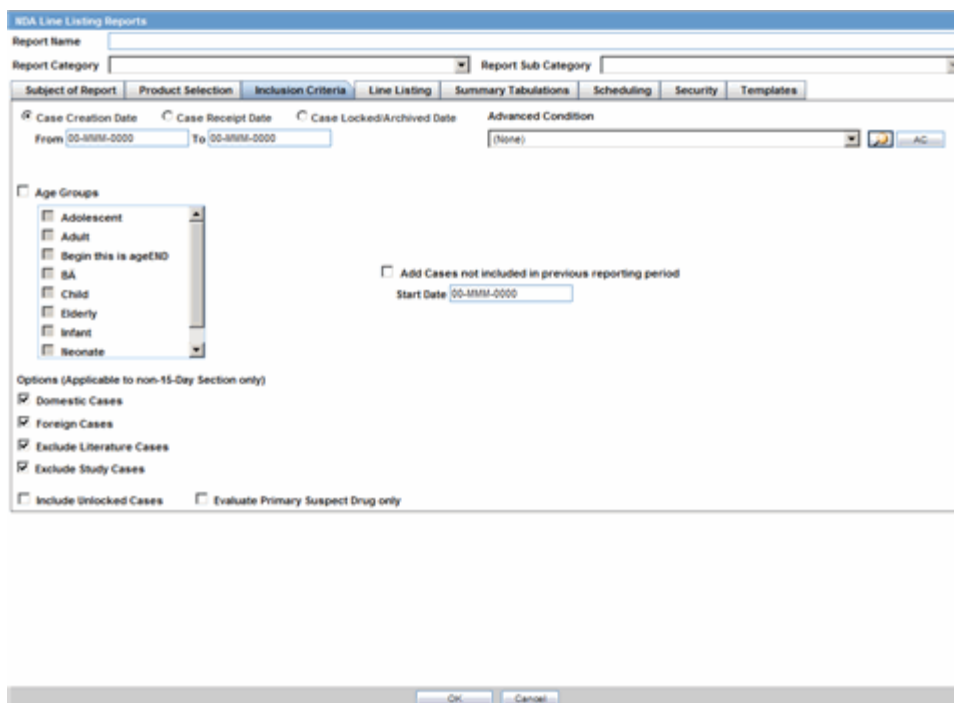 NDA Line Listing Reports
Report Name
Report Category Report Sub Category
Subject of Report Product Selection Inclusion Criteria Line Listing Summary Tabulations Scheduling Security Templates
Case Creation Date Case Receipt Date Case Locked/Archived Date Advanced Condition
From 00-MMM-0000 To 00-MMM-0000 (None) AC
Age Groups
Adolescent
Adult
Begin this is ageEND
BA
Child
Elderly
Infant
Neonate
Add Cases not included in previous reporting period
Start Date 00-MMM-0000
Options (Applicable to non-15-Day Section only)
Domestic Cases
Foreign Cases
Exclude Literature Cases
Exclude Study Cases
Include Unlocked Cases Evaluate Primary Suspect Drug only
OK Cancel